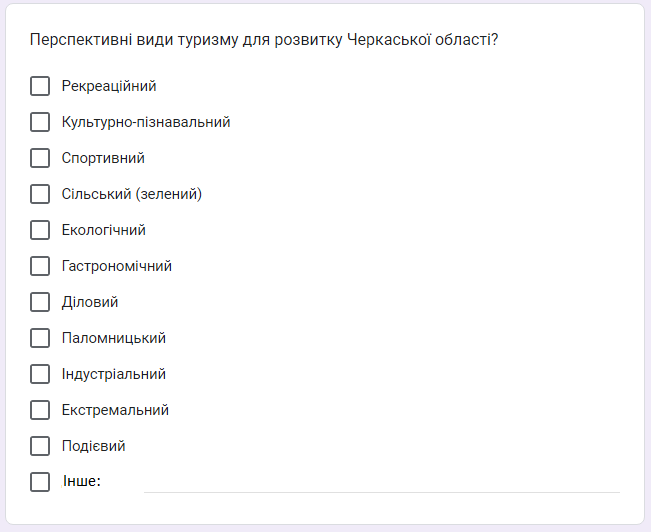 Перспективні види туризму для розвитку Черкаської області?
Рекреаційний
Культурно-пізнавальний
Спортивний
Сільський (зелений)
Екологічний
Гастрономічний
Діловий
Паломницький
Індустріальний
Екстремальний
Подієвий
Інше: